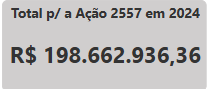 Total p/ a Ação 2557 em 2024
R$ 198.662.936,36